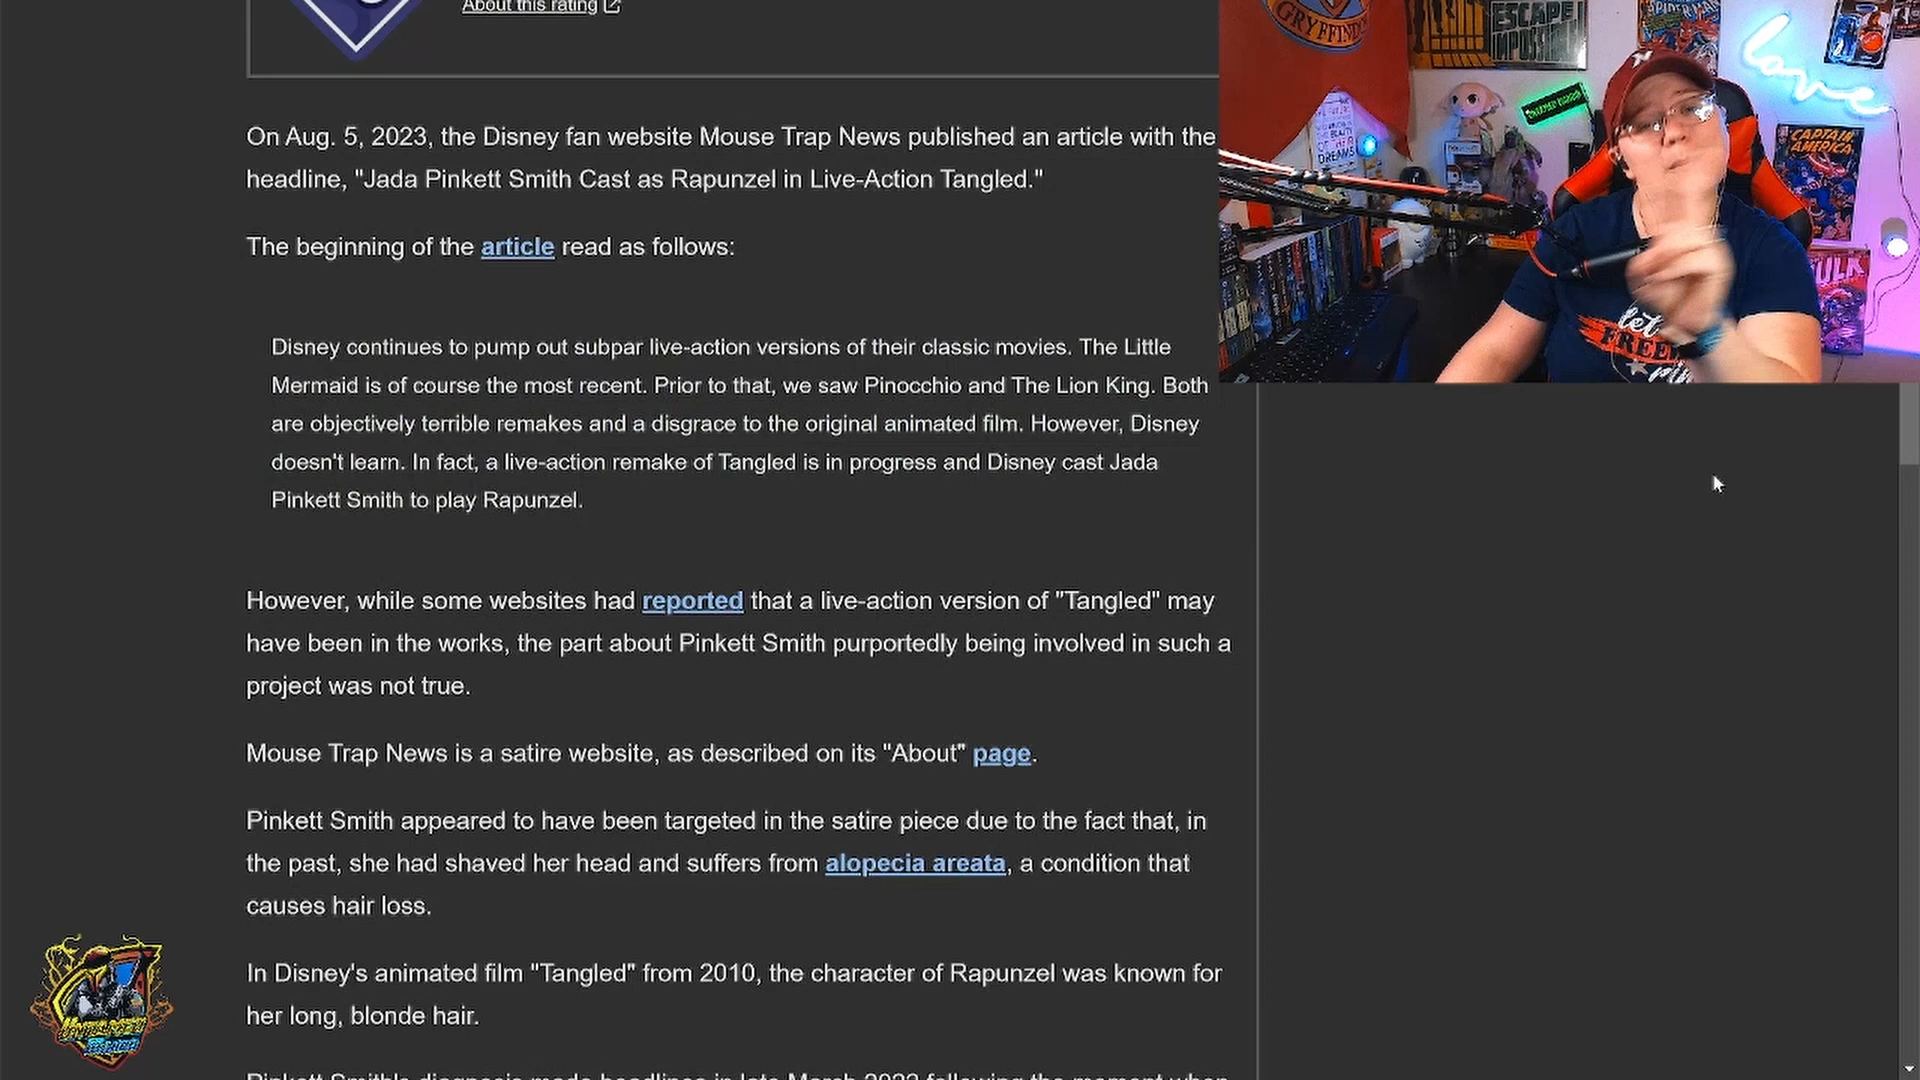 About this rating
On Aug. 5, 2023, the Disney fan website Mouse Trap News published an article with the
headline, "Jada Pinkett Smith Cast as Rapunzel in Live-Action Tangled."
The beginning of the article read as follows:
Disney continues to pump out subpar live-action versions of their classic movies. The Little
Mermaid is of course the most recent. Prior to that, we saw Pinocchio and The Lion King. Both
are objectively terrible remakes and a disgrace to the original animated film. However, Disney
doesn't learn. In fact, a live-action remake of Tangled is in progress and Disney cast Jada
Pinkett Smith to play Rapunzel.
However, while some websites had reported that a live-action version of "Tangled" may
have been in the works, the part about Pinkett Smith purportedly being involved in such a
project was not true.
Mouse Trap News is a satire website, as described on its "About" page.
Pinkett Smith appeared to have been targeted in the satire piece due to the fact that, in
the past, she had shaved her head and suffers from alopecia areata, a condition that
causes hair loss.
In Disney's animated film "Tangled" from 2010, the character of Rapunzel was known for
her long, blonde hair.
ESCAPE
love
CAPTAIN
AMERICA
DREAMS
let